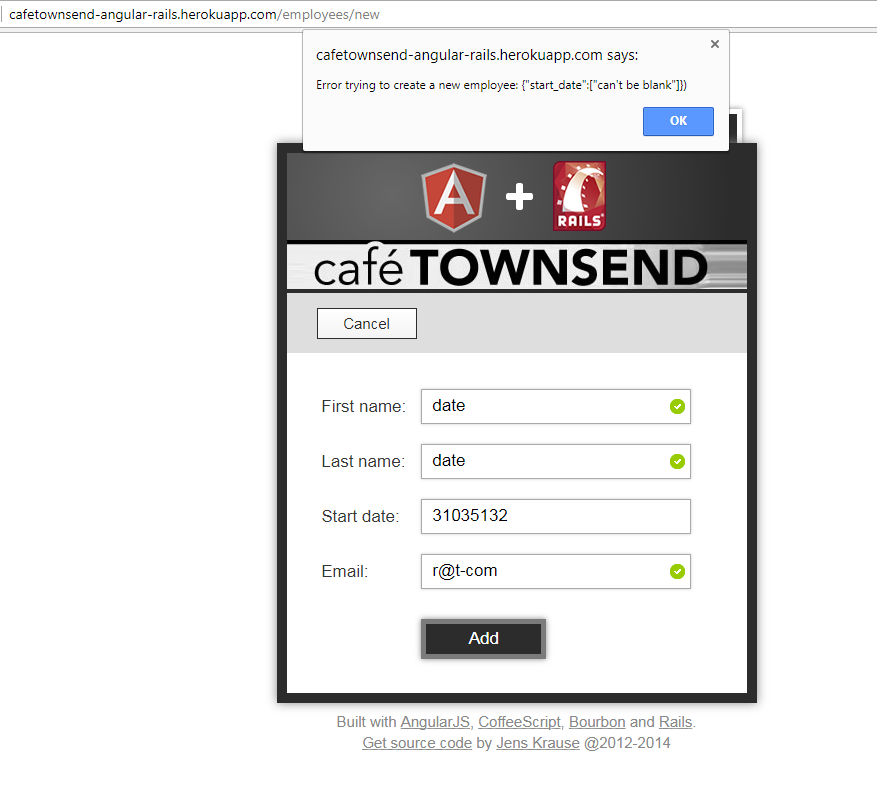 cafetownsend-angular-rails.herokuapp.com/employees/new
cafetownsend-angular-rails.herokuapp.com says:
Error trying to create a new employee: {"start_date":["can't be blank"]})
OK
A
RAILS
café TOWNSEND
Cancel
First name: date
Last name: date
Start date: 31035132
Email: r@t-com
Add
Built with AngularJS, CoffeeScript, Bourbon and Rails.
Get source code by Jens Krause @2012-2014